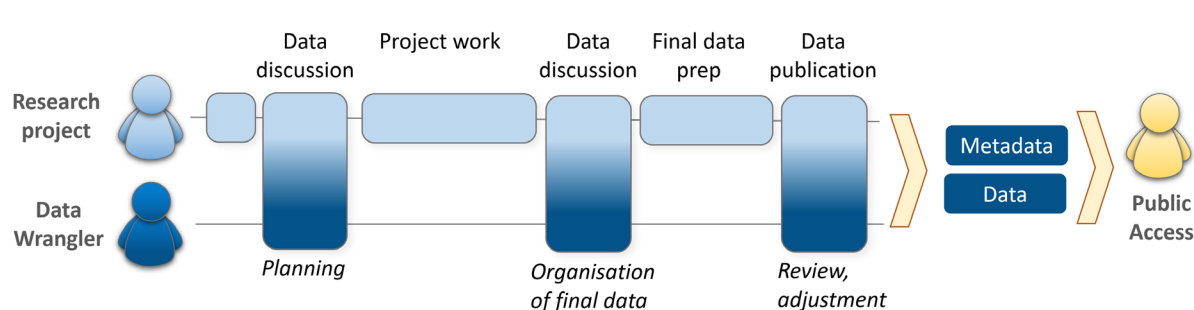 Data
discussion
Project work
Data
discussion
Final data
prep
Data
publication
Research
project
Metadata
Data
Data
Wrangler
Public
Access
Planning
Organisation
of final data
Review,
adjustment